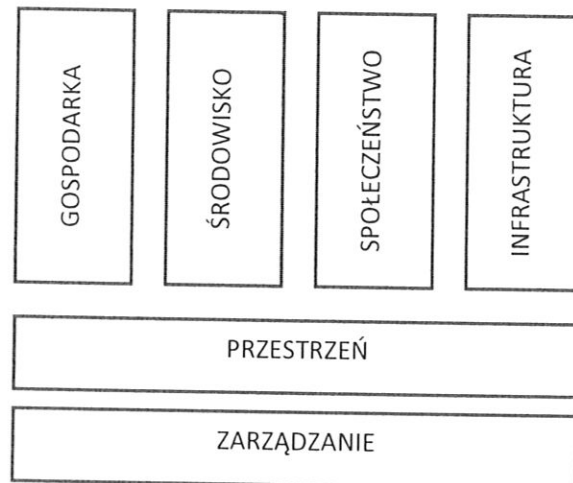 GOSPODARKA
ŚRODOWISKO
SPOŁECZEŃSTWO
INFRASTRUKTURA
PRZESTRZEŃ
ZARZĄDZANIE